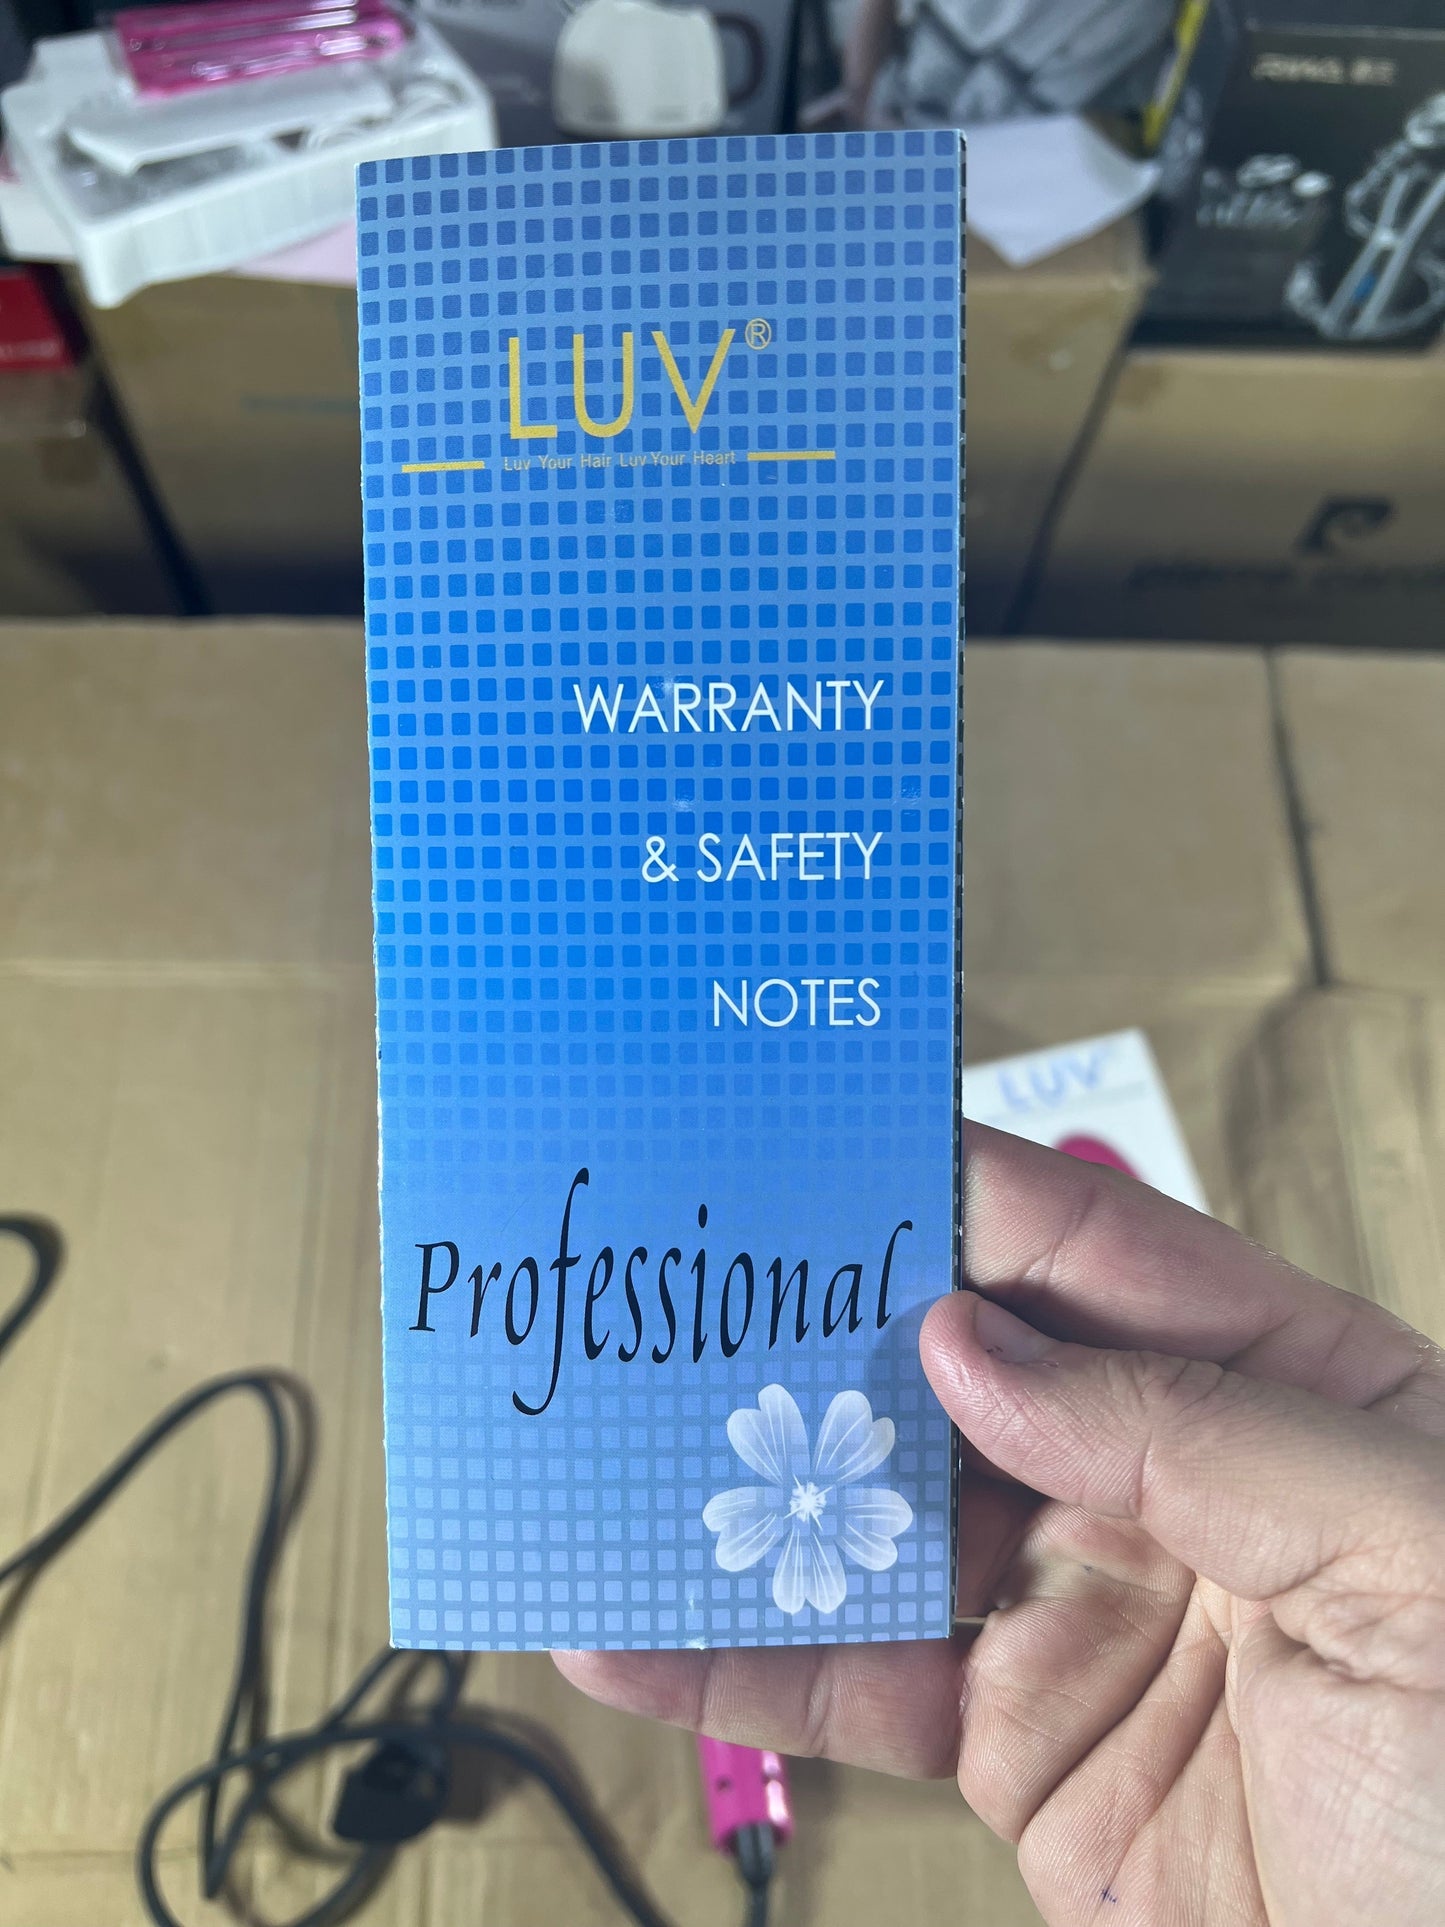 LUV®
Luv Your Hair Luv Your Heart
WARRANTY
& SAFETY
NOTES
Professional
LUV